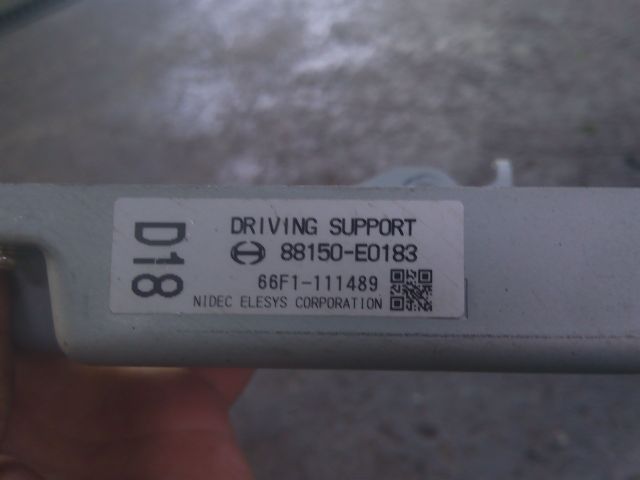 D18
DRIVING SUPPORT
88150-E0183
66F1-111489
NIDEC ELESYS CORPORATION